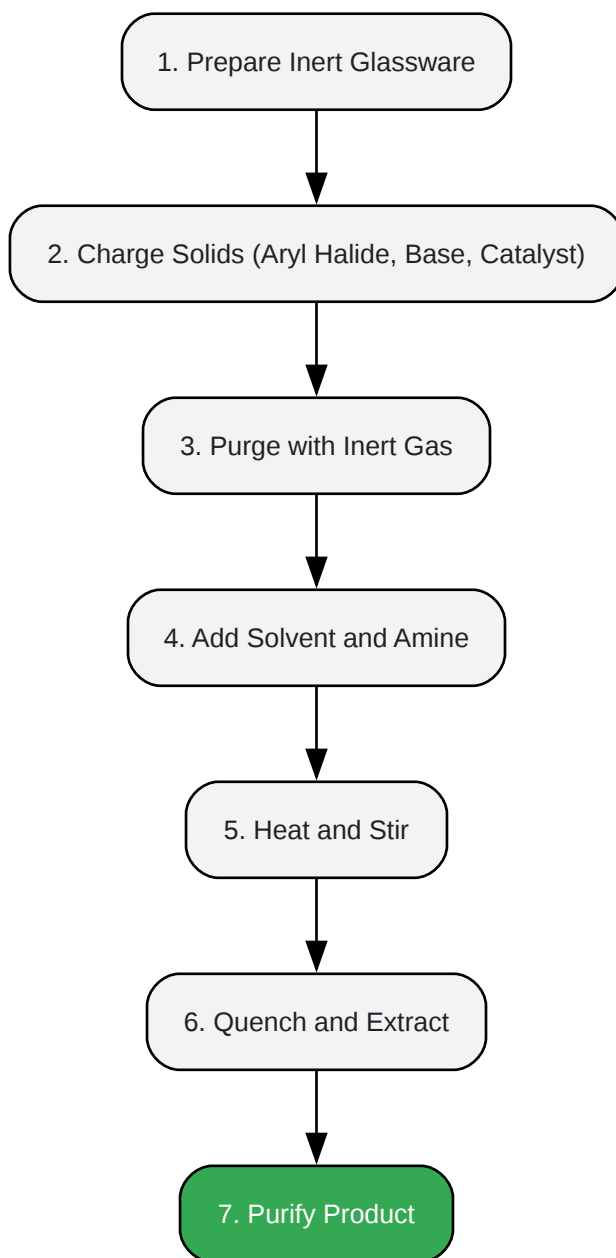 1. Prepare Inert Glassware
2. Charge Solids (Aryl Halide, Base, Catalyst)
3. Purge with Inert Gas
4. Add Solvent and Amine
5. Heat and Stir
6. Quench and Extract
7. Purify Product